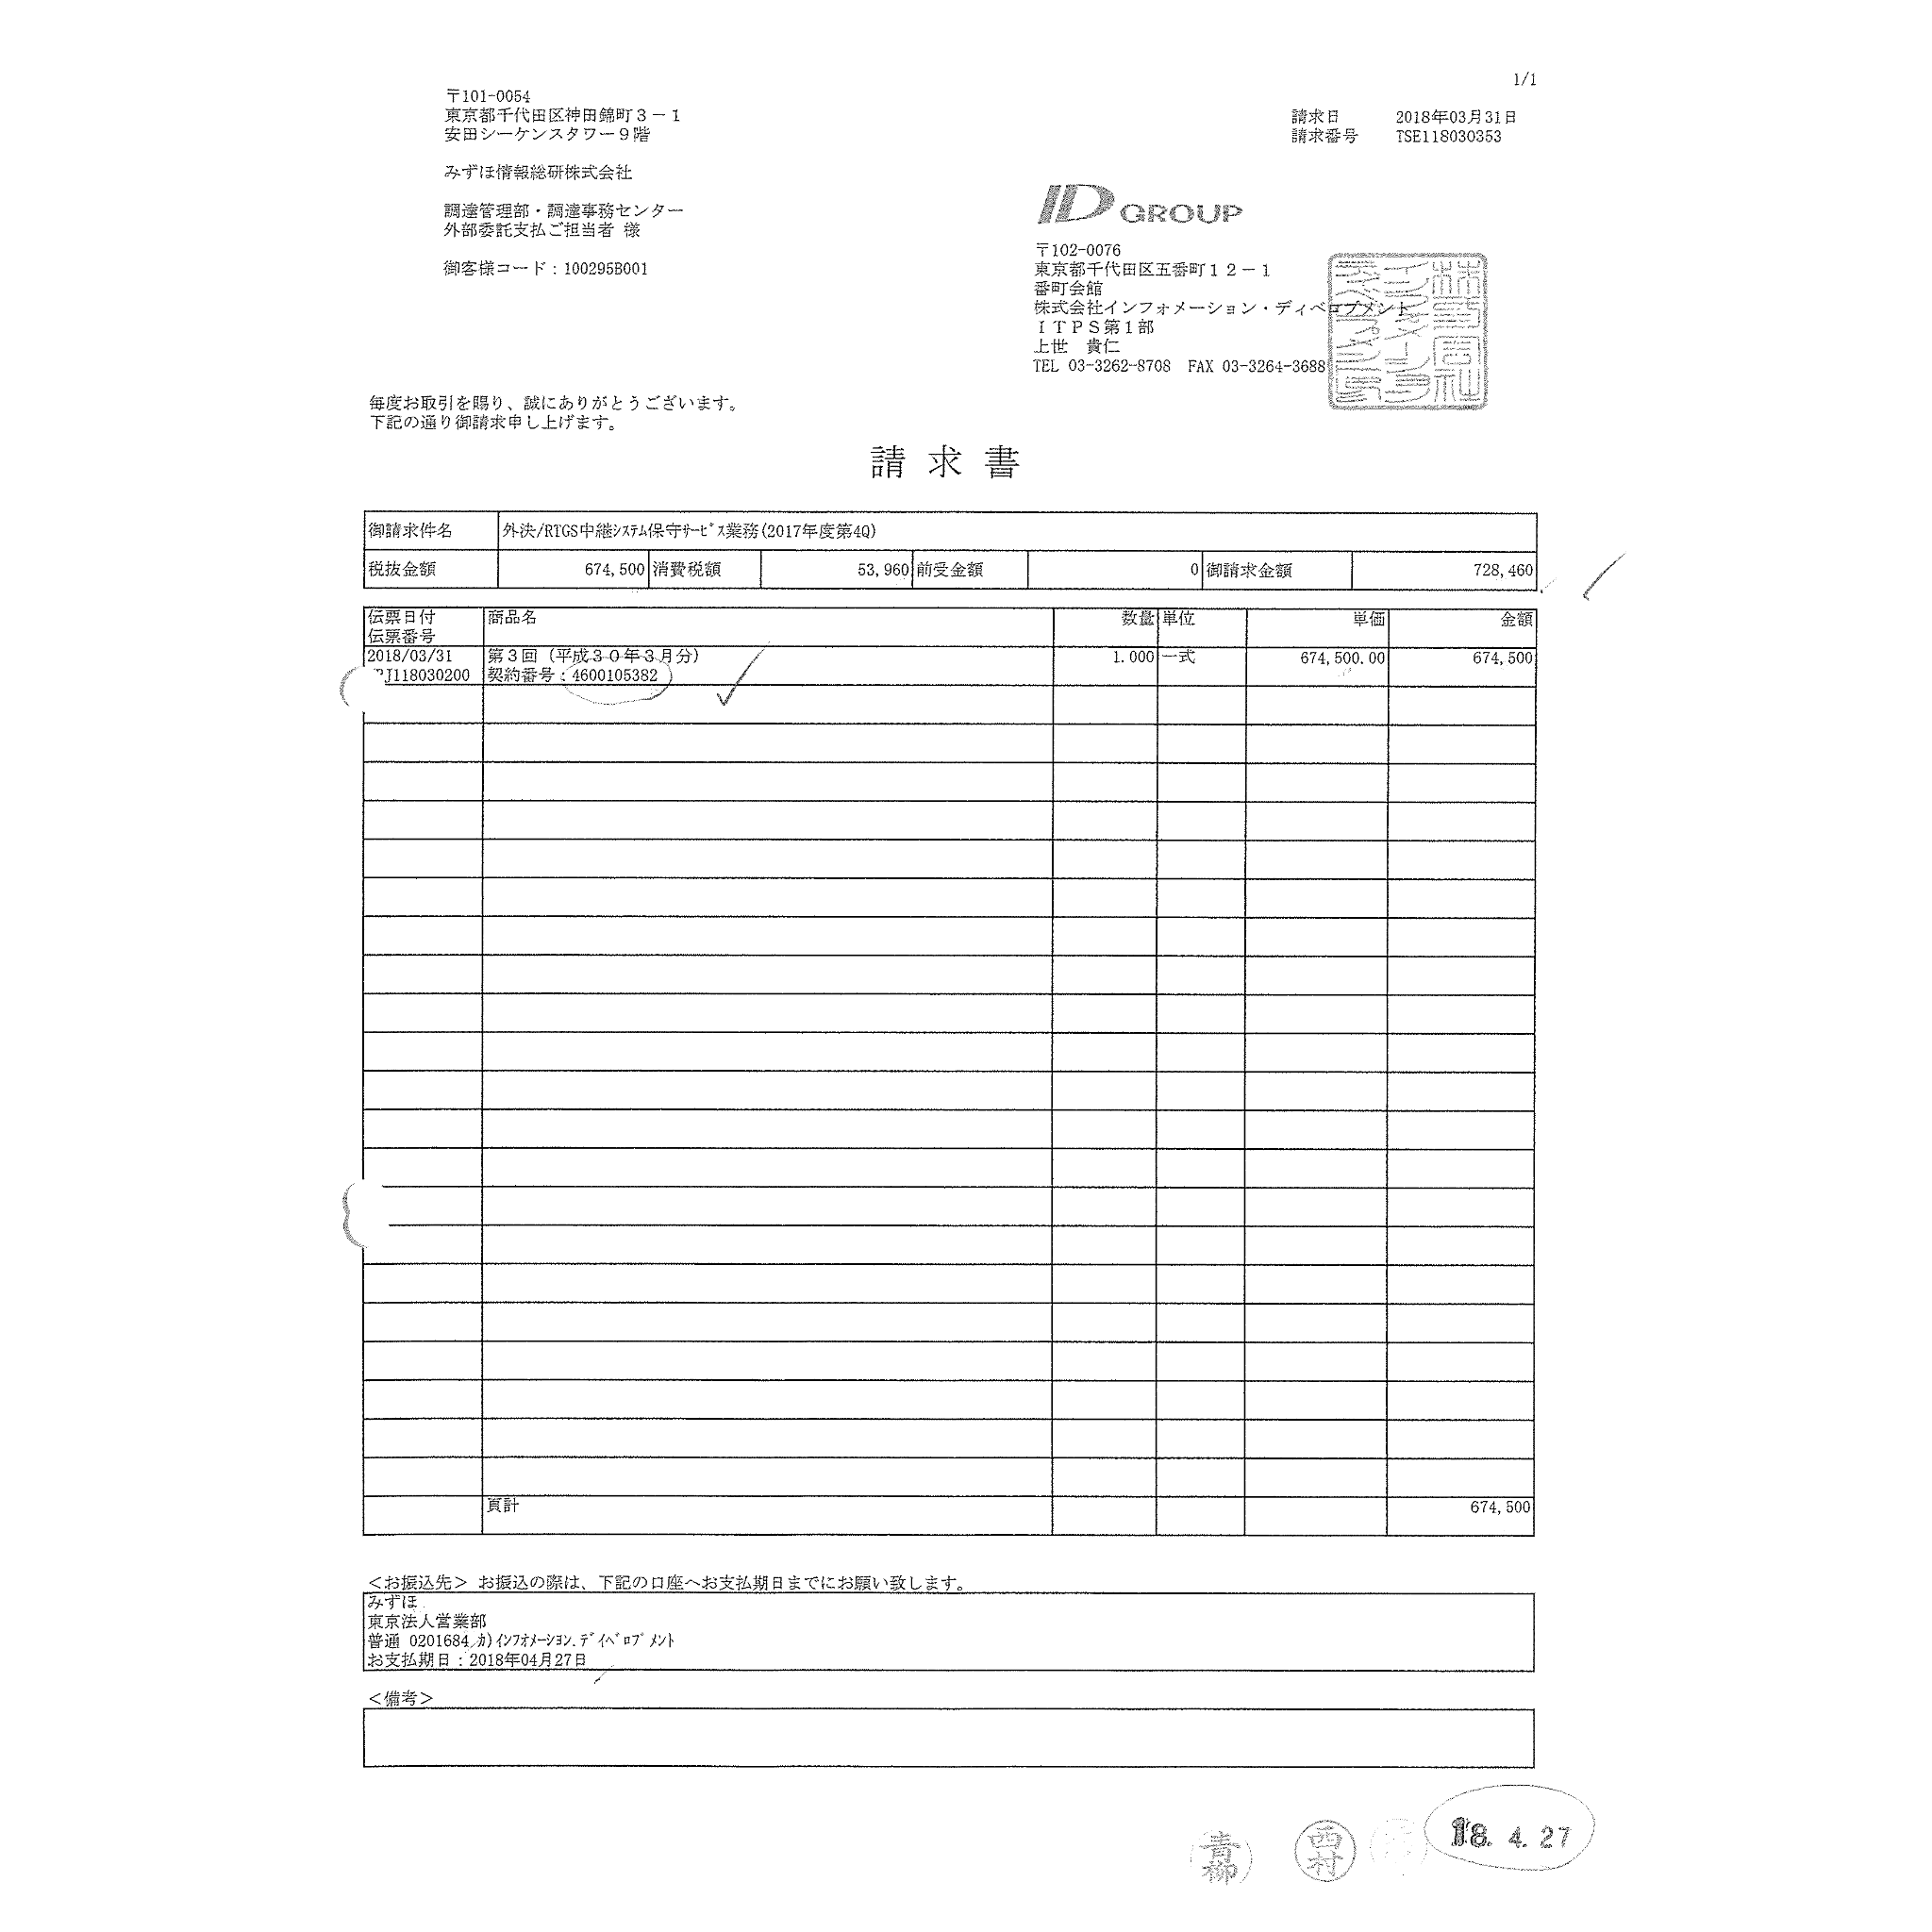 1/1
〒101-0054
東京都千代田区神田錦町３－１
安田シーケンスタワー９階
請求日 2018年03月31日
請求番号 TSE118030353
みずほ情報総研株式会社
調達管理部・調達事務センター
外部委託支払ご担当者 様
御客様コード：100295B001
ID GROUP
〒102-0076
東京都千代田区五番町１２－１
番町会館
株式会社インフォメーション・ディベロプメント
ＩＴＰＳ第１部
上世　貴仁
TEL 03-3262-8708 FAX 03-3264-3688
毎度お取引を賜り、誠にありがとうございます。
下記の通り御請求申し上げます。
請求書
御請求件名 外決/RTGS中継ｼｽﾃﾑ保守ｻｰﾋﾞｽ業務(2017年度第4Q)
税抜金額 674,500 消費税額 53,960 前受金額 0 御請求金額 728,460
伝票日付 商品名 数量 単位 単価 金額
伝票番号
2018/03/31 第３回（平成３０年３月分） 1.000 一式 674,500.00 674,500
J118030200 契約番号：4600105382
頁計 674,500
＜お振込先＞ お振込の際は、下記の口座へお支払期日までにお願い致します。
みずほ
東京法人営業部
普通 0201684 ｶ)ｲﾝﾌｫﾒｰｼｮﾝ.ﾃﾞｲﾍﾞﾛﾌﾟﾒﾝﾄ
お支払期日：2018年04月27日
＜備考＞
青柳
西村
18. 4. 27